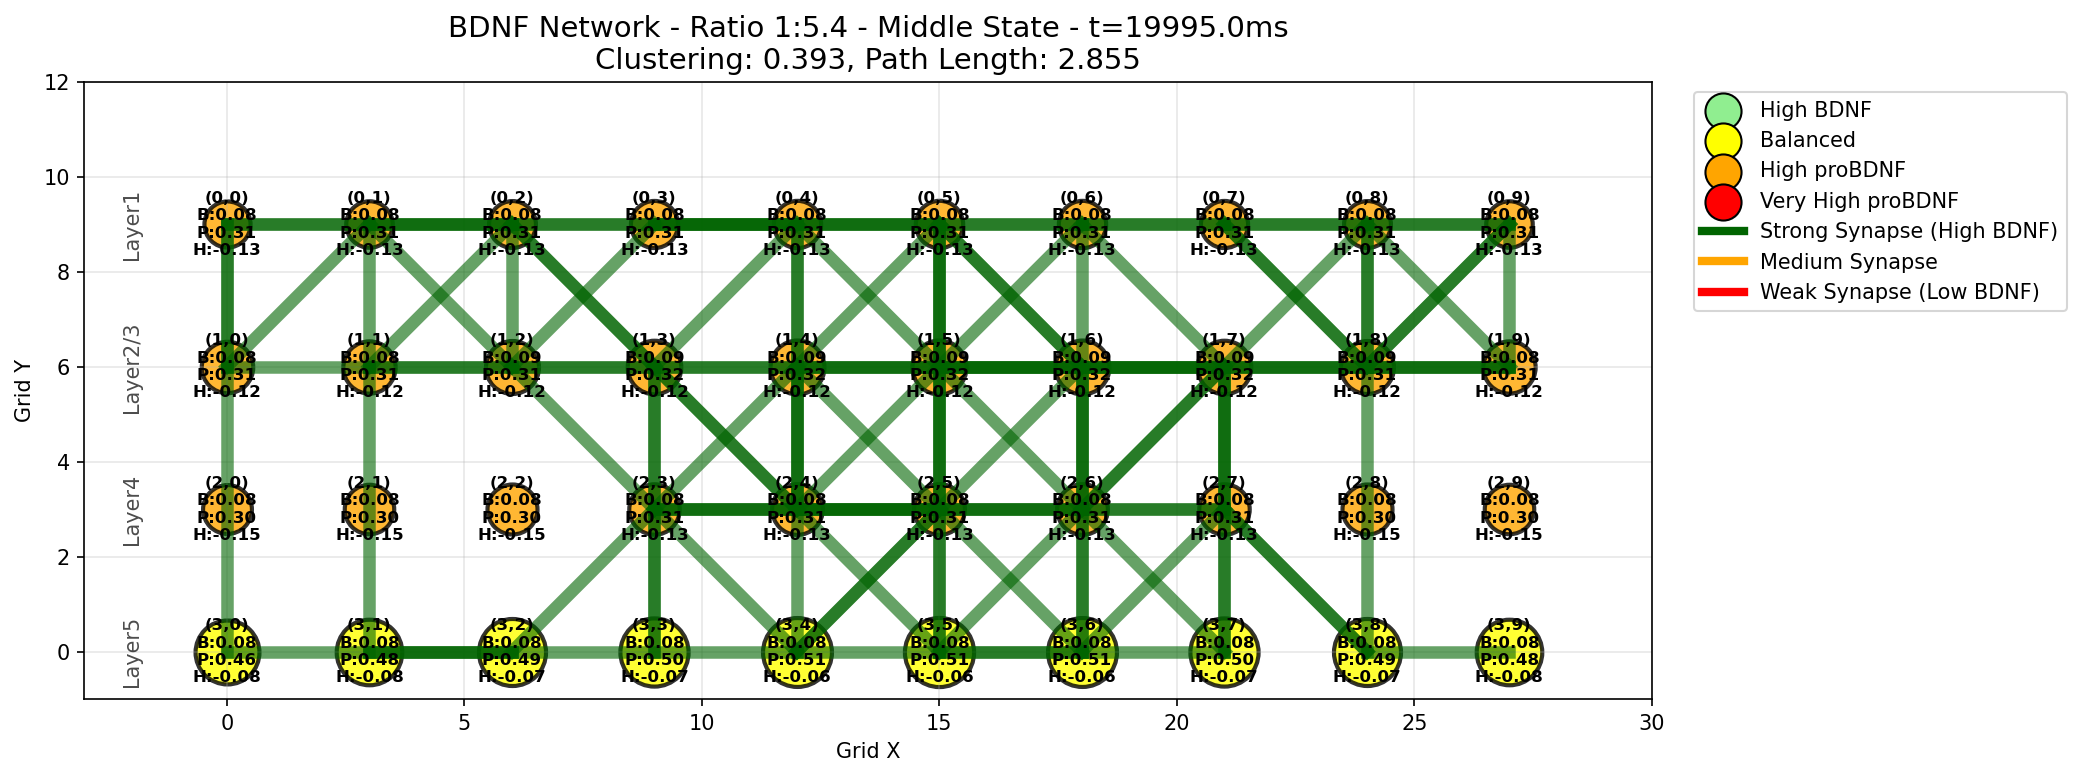 BDNF Network - Ratio 1:5.4 - Middle State - t=19995.0ms
Clustering: 0.393, Path Length: 2.855
Grid Y
12
10
8
6
4
2
0
Layer1
Layer2/3
Layer4
Layer5
(0,0) (0,1) (0,2) (0,3) (0,4) (0,5) (0,6) (0,7) (0,8) (0,9)
B:0.08 B:0.08 B:0.08 B:0.08 B:0.08 B:0.08 B:0.08 B:0.08 B:0.08 B:0.08
P:0.31 P:0.31 P:0.31 P:0.31 P:0.31 P:0.31 P:0.31 P:0.31 P:0.31 P:0.31
H:-0.13 H:-0.13 H:-0.13 H:-0.13 H:-0.13 H:-0.13 H:-0.13 H:-0.13 H:-0.13 H:-0.13
(1,0) (1,1) (1,2) (1,3) (1,4) (1,5) (1,6) (1,7) (1,8) (1,9)
B:0.08 B:0.08 B:0.09 B:0.09 B:0.09 B:0.09 B:0.09 B:0.09 B:0.09 B:0.08
P:0.31 P:0.31 P:0.31 P:0.32 P:0.32 P:0.32 P:0.32 P:0.32 P:0.31 P:0.31
H:-0.12 H:-0.12 H:-0.12 H:-0.12 H:-0.12 H:-0.12 H:-0.12 H:-0.12 H:-0.12 H:-0.12
(2,0) (2,1) (2,2) (2,3) (2,4) (2,5) (2,6) (2,7) (2,8) (2,9)
B:0.08 B:0.08 B:0.08 B:0.08 B:0.08 B:0.08 B:0.08 B:0.08 B:0.08 B:0.08
P:0.30 P:0.30 P:0.30 P:0.31 P:0.31 P:0.31 P:0.31 P:0.31 P:0.30 P:0.30
H:-0.15 H:-0.15 H:-0.15 H:-0.13 H:-0.13 H:-0.13 H:-0.13 H:-0.13 H:-0.15 H:-0.15
(3,0) (3,1) (3,2) (3,3) (3,4) (3,5) (3,6) (3,7) (3,8) (3,9)
B:0.08 B:0.08 B:0.08 B:0.08 B:0.08 B:0.08 B:0.08 B:0.08 B:0.08 B:0.08
P:0.46 P:0.48 P:0.49 P:0.50 P:0.51 P:0.51 P:0.51 P:0.50 P:0.49 P:0.48
H:-0.08 H:-0.08 H:-0.07 H:-0.07 H:-0.06 H:-0.06 H:-0.06 H:-0.07 H:-0.07 H:-0.08
0 5 10 15 20 25 30
Grid X
High BDNF
Balanced
High proBDNF
Very High proBDNF
Strong Synapse (High BDNF)
Medium Synapse
Weak Synapse (Low BDNF)